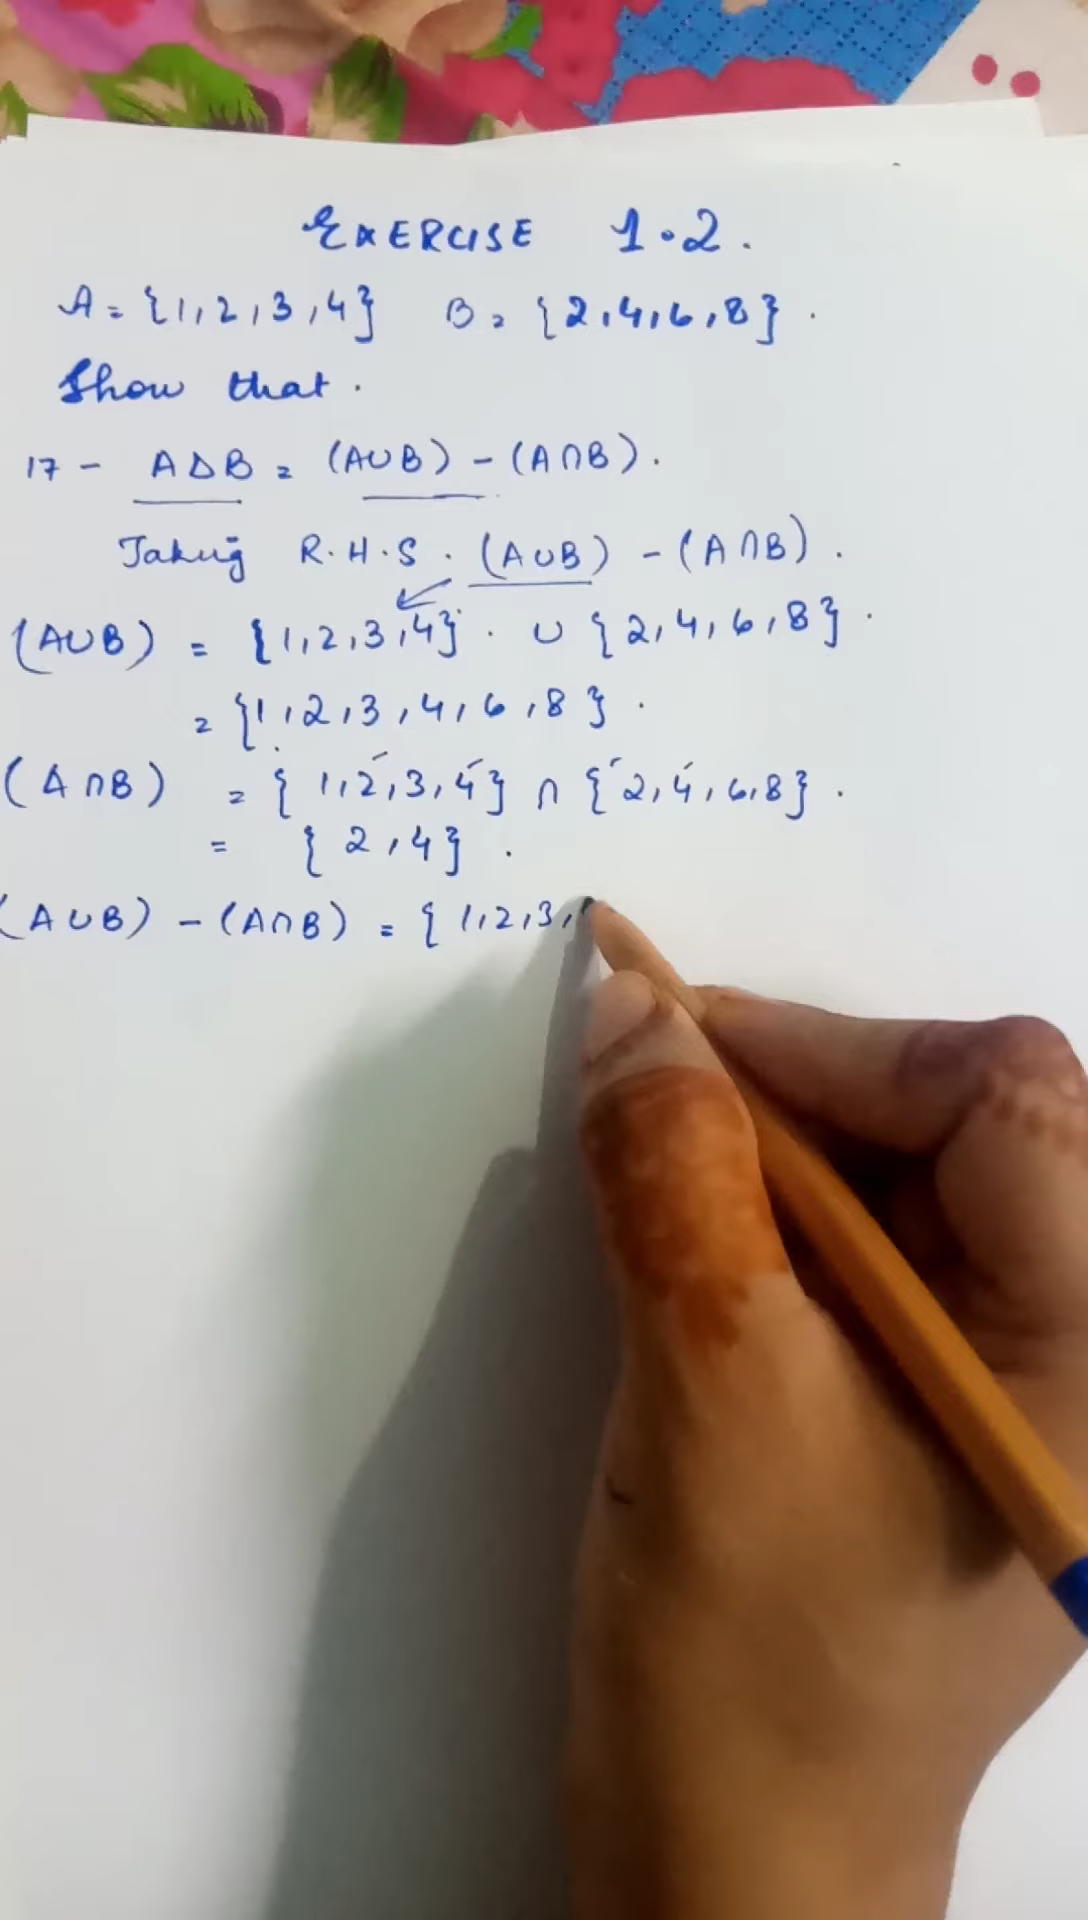 EXERCISE 1.2.
A = {1,2,3,4} B = {2,4,6,8}.
Show that.
17- A Δ B = (A∪B) - (A∩B).
Taking R.H.S. (A∪B) - (A∩B).
(A∪B) = {1,2,3,4}. ∪ {2,4,6,8}.
= {1,2,3,4,6,8}.
(A∩B) = {1,2,3,4} ∩ {2,4,6,8}.
= {2,4}.
(A∪B) - (A∩B) = {1,2,3,